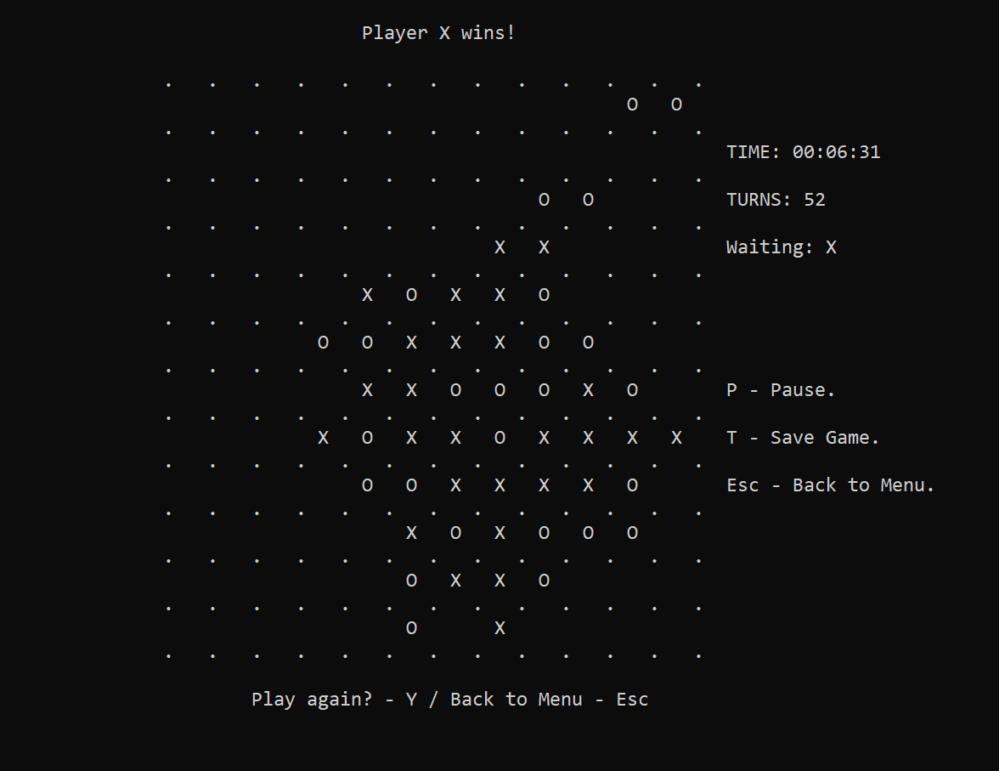 Player X wins!
. . . . . . . . . . . . .
O O
. . . . . . . . . . . . .
TIME: 00:06:31
. . . . . . . . . . . . .
O O TURNS: 52
. . . . . . . . . . . . .
X X Waiting: X
. . . . . . . . . . . . .
X O X X O
. . . . . . . . . . . . .
O O X X X O O
. . . . . . . . . . . . .
X X O O O X O P - Pause.
. . . . . . . . . . . . .
X O X X O X X X X T - Save Game.
. . . . . . . . . . . . .
O O X X X X O Esc - Back to Menu.
. . . . . . . . . . . . .
X O X O O O
. . . . . . . . . . . . .
O X X O
. . . . . . . . . . . . .
O X
. . . . . . . . . . . . .
Play again? - Y / Back to Menu - Esc